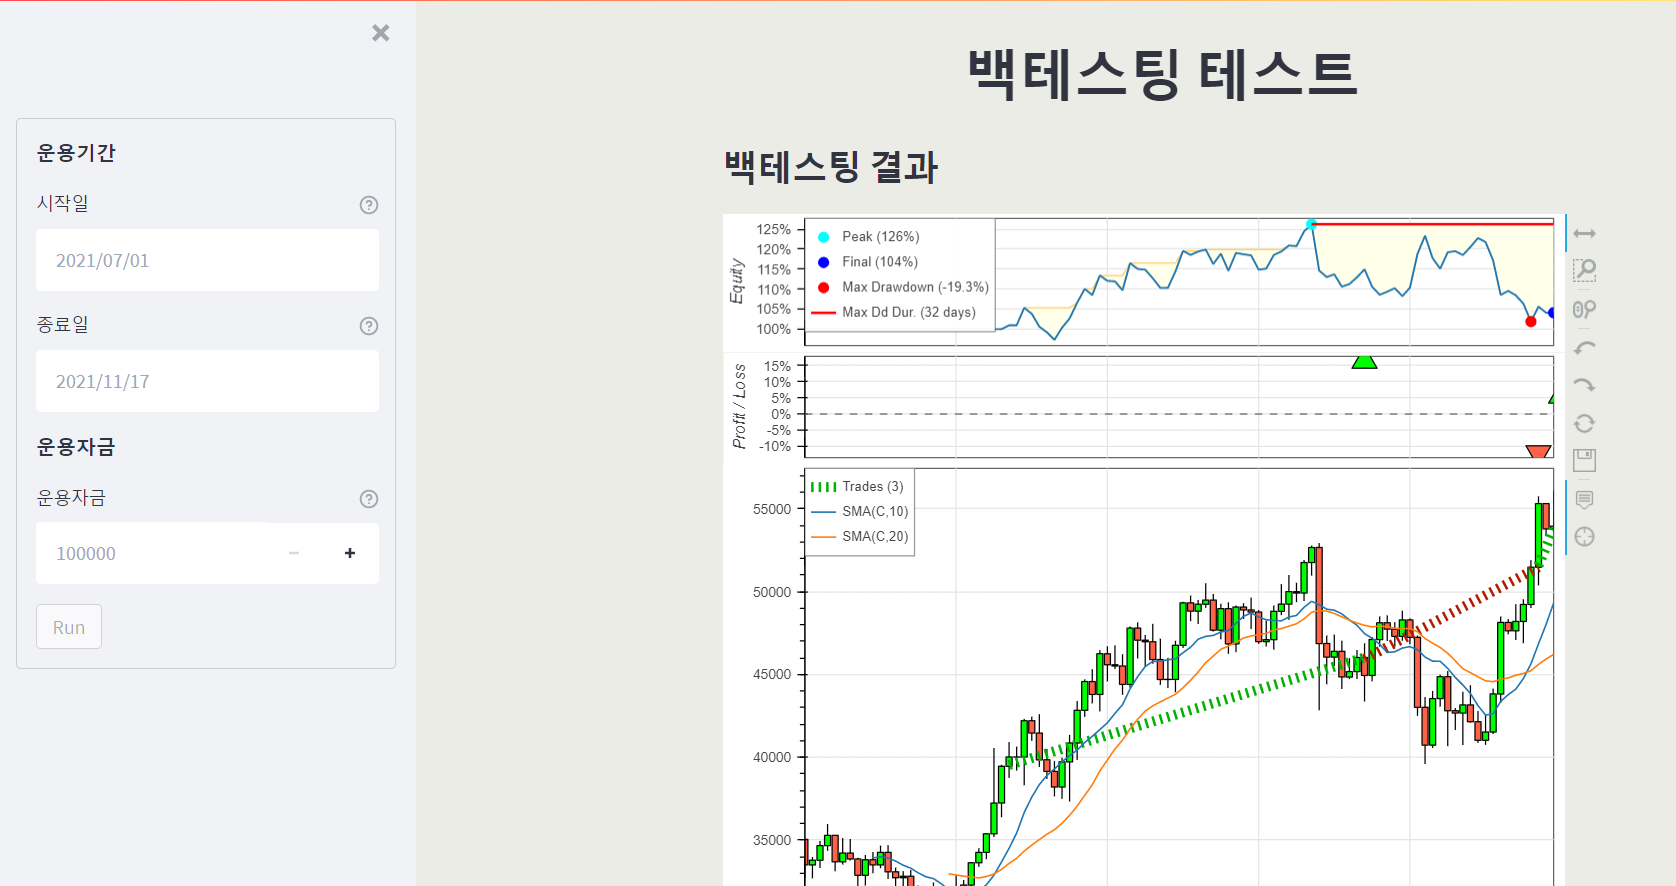 백테스팅 테스트
운용기간
시작일
2021/07/01
종료일
2021/11/17
운용자금
운용자금
100000
Run
백테스팅 결과
Equity
125%
120%
115%
110%
105%
100%
Peak (126%)
Final (104%)
Max Drawdown (-19.3%)
Max Dd Dur. (32 days)
Profit / Loss
15%
10%
5%
0%
-5%
-10%
Trades (3)
SMA(C,10)
SMA(C,20)
55000
50000
45000
40000
35000